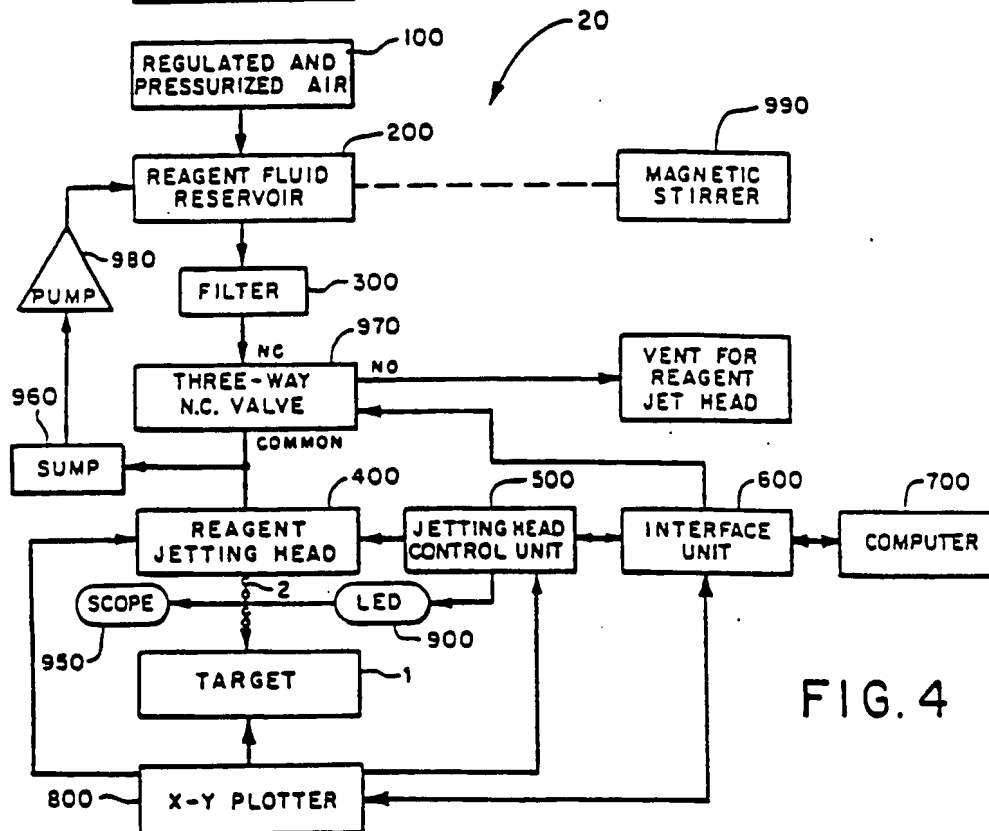 100
20
REGULATED AND
PRESSURIZED AIR
990
200
REAGENT FLUID
RESERVOIR
MAGNETIC
STIRRER
980
PUMP
300
FILTER
970
NC
NO
THREE-WAY
N.C. VALVE
VENT FOR
REAGENT
JET HEAD
960
COMMON
SUMP
400
500
600
700
REAGENT
JETTING HEAD
JETTING HEAD
CONTROL UNIT
INTERFACE
UNIT
COMPUTER
2
SCOPE
LED
950
900
TARGET
1
FIG. 4
800
X-Y PLOTTER